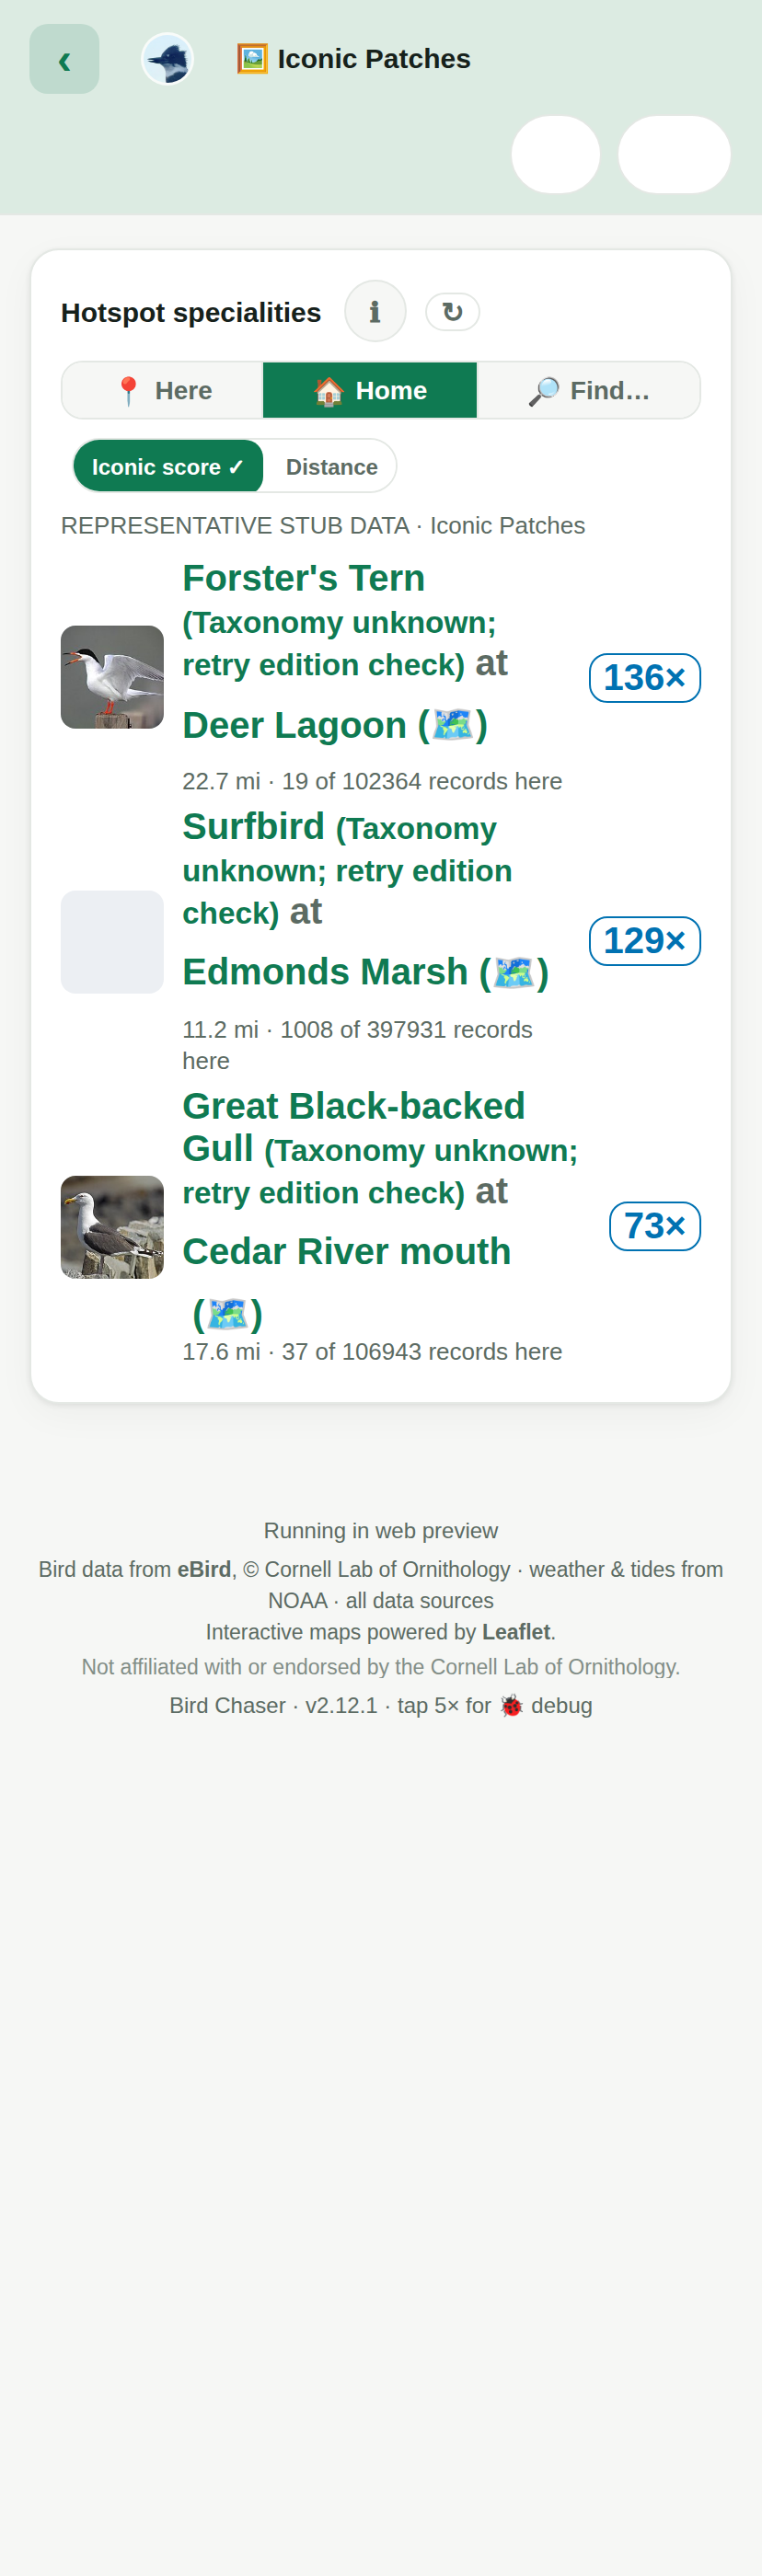 ‹ 🖼️ Iconic Patches
Hotspot specialities ℹ ↻
📍 Here 🏠 Home 🔎 Find…
Iconic score ✓ Distance
REPRESENTATIVE STUB DATA · Iconic Patches
Forster's Tern
(Taxonomy unknown;
retry edition check) at
Deer Lagoon (🗺️)
136×
22.7 mi · 19 of 102364 records here
Surfbird (Taxonomy
unknown; retry edition
check) at
Edmonds Marsh (🗺️)
129×
11.2 mi · 1008 of 397931 records
here
Great Black-backed
Gull (Taxonomy unknown;
retry edition check) at
Cedar River mouth
(🗺️)
73×
17.6 mi · 37 of 106943 records here
Running in web preview
Bird data from eBird, © Cornell Lab of Ornithology · weather & tides from
NOAA · all data sources
Interactive maps powered by Leaflet.
Not affiliated with or endorsed by the Cornell Lab of Ornithology.
Bird Chaser · v2.12.1 · tap 5× for 🐞 debug